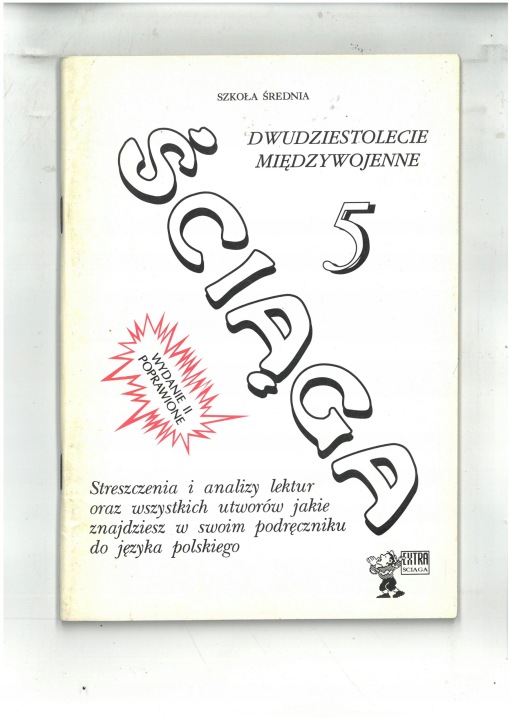 SZKOŁA ŚREDNIA
DWUDZIESTOLECIE
MIĘDZYWOJENNE
5
ŚCIĄGA
WYDANIE II
POPRAWIONE
Streszczenia i analizy lektur
oraz wszystkich utworów jakie
znajdziesz w swoim podręczniku
do języka polskiego
EXTRA
ŚCIĄGA